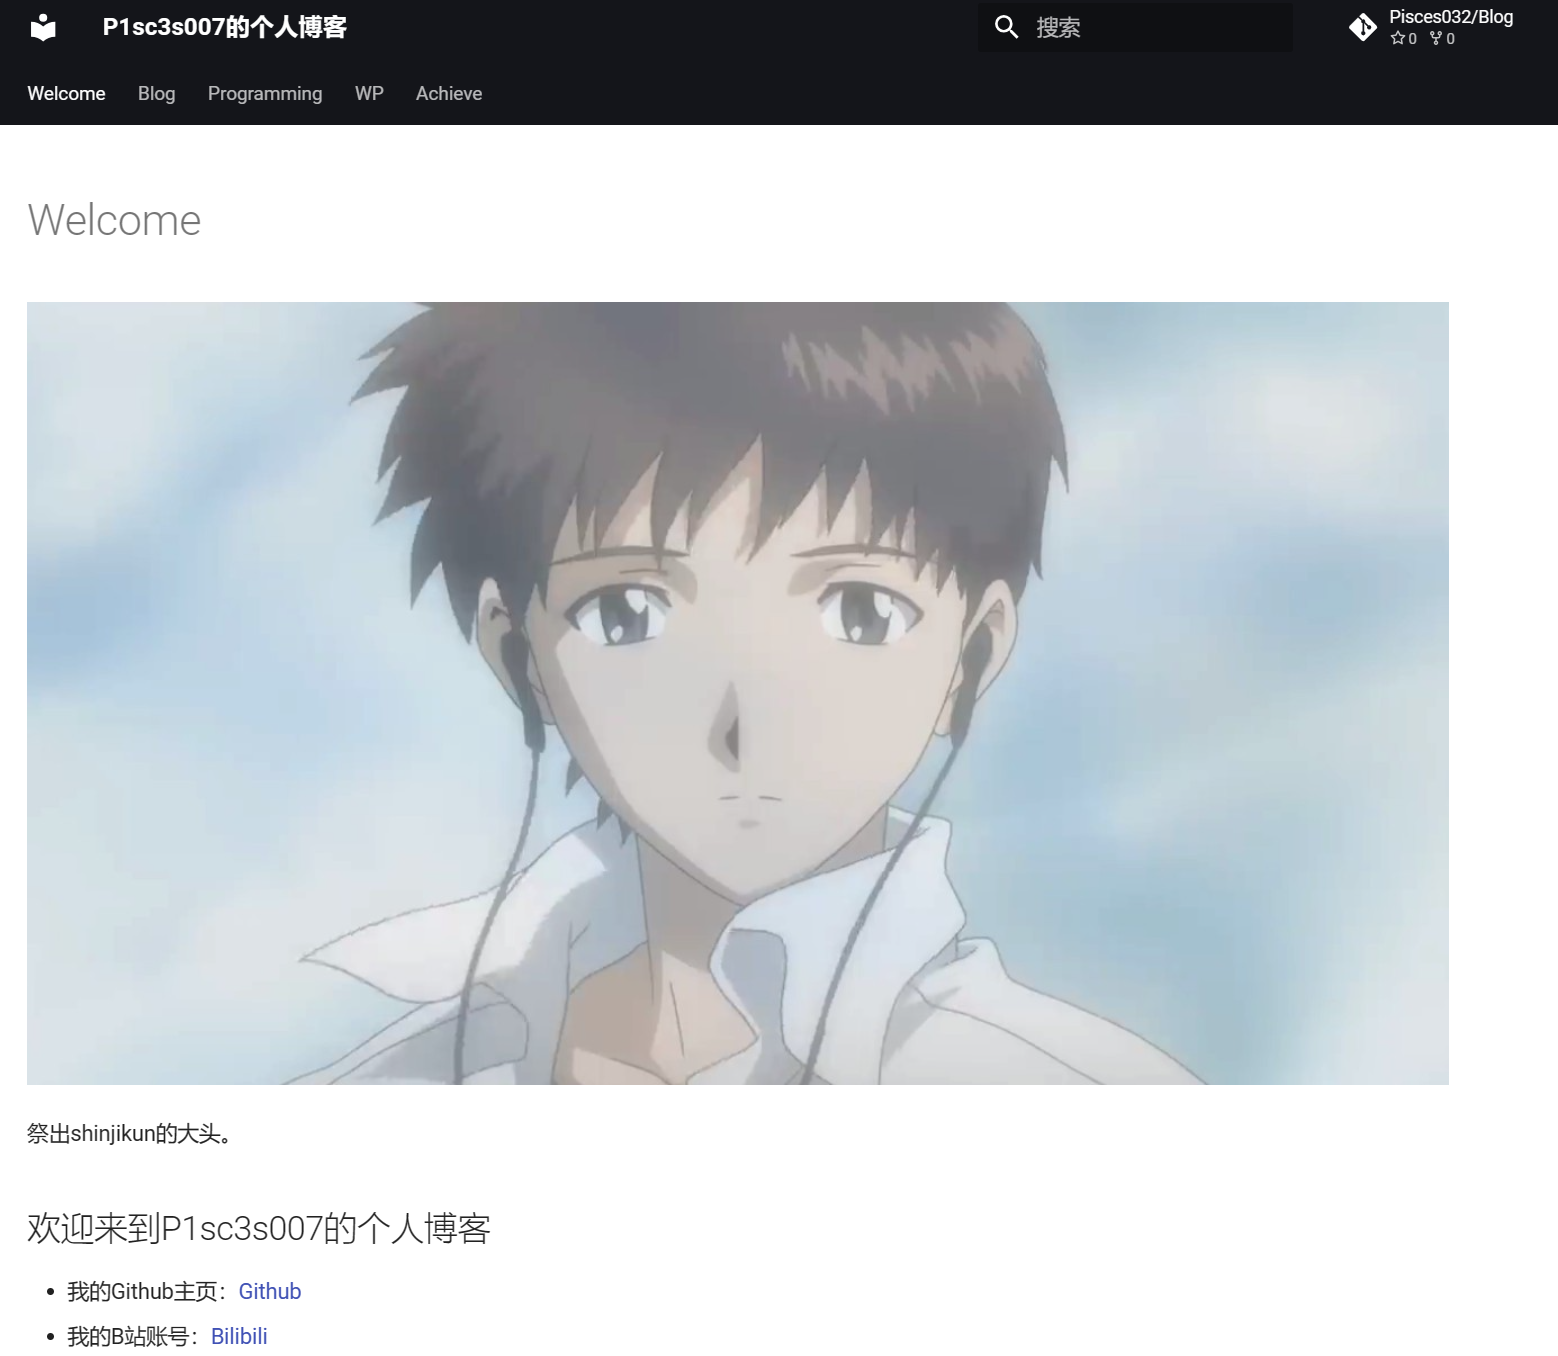 P1sc3s007的个人博客
搜索
Pisces032/Blog
0 0
Welcome Blog Programming WP Achieve
Welcome
祭出shinjikun的大头。
欢迎来到P1sc3s007的个人博客
我的Github主页：Github
我的B站账号：Bilibili